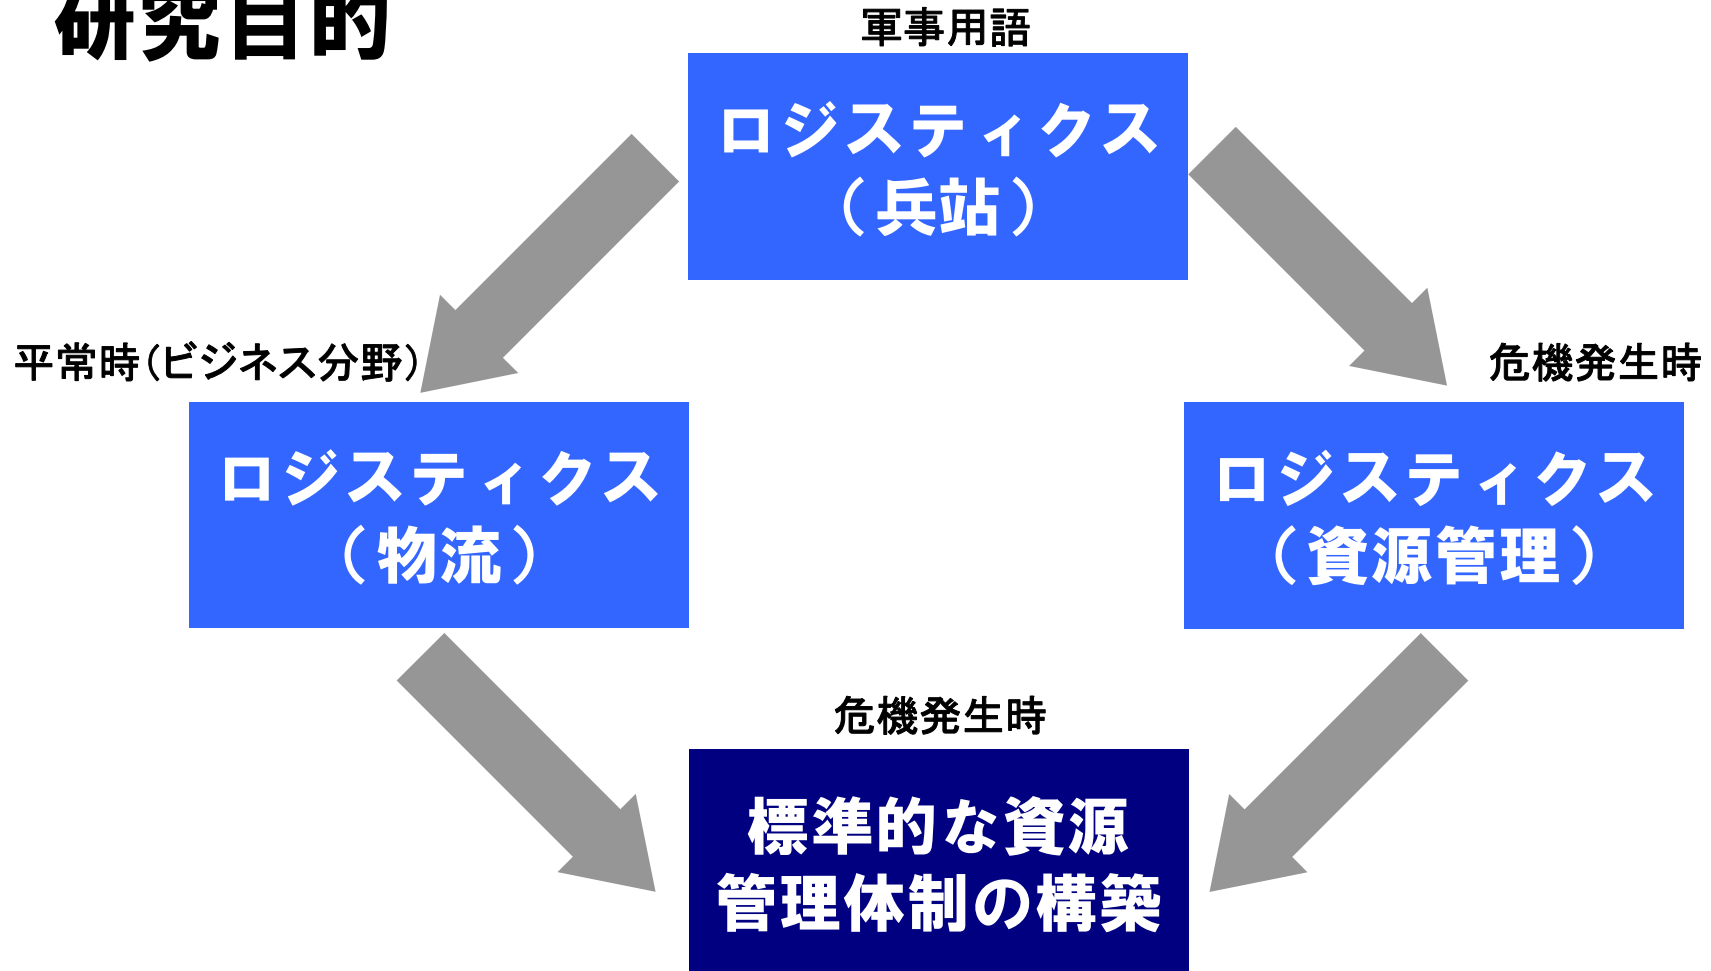 研究目的
軍事用語
ロジスティクス
（兵站）
平常時（ビジネス分野）
危機発生時
ロジスティクス
（物流）
ロジスティクス
（資源管理）
危機発生時
標準的な資源
管理体制の構築